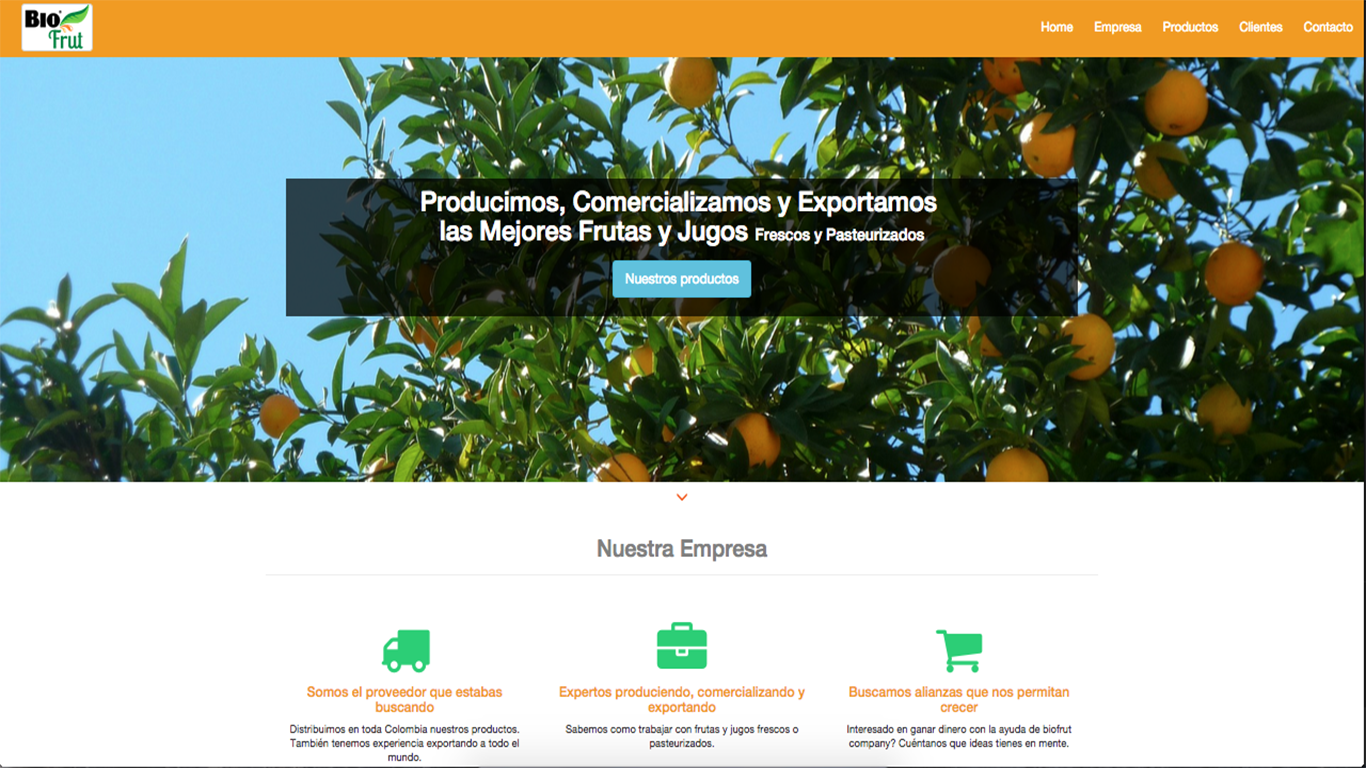 BIO
Frut
Home Empresa Productos Clientes Contacto
Producimos, Comercializamos y Exportamos
las Mejores Frutas y Jugos Frescos y Pasteurizados
Nuestros productos
Nuestra Empresa
Somos el proveedor que estabas
buscando
Distribuimos en toda Colombia nuestros productos.
También tenemos experiencia exportando a todo el
mundo.
Expertos produciendo, comercializando y
exportando
Sabemos como trabajar con frutas y jugos frescos o
pasteurizados.
Buscamos alianzas que nos permitan
crecer
Interesado en ganar dinero con la ayuda de biofrut
company? Cuéntanos que ideas tienes en mente.